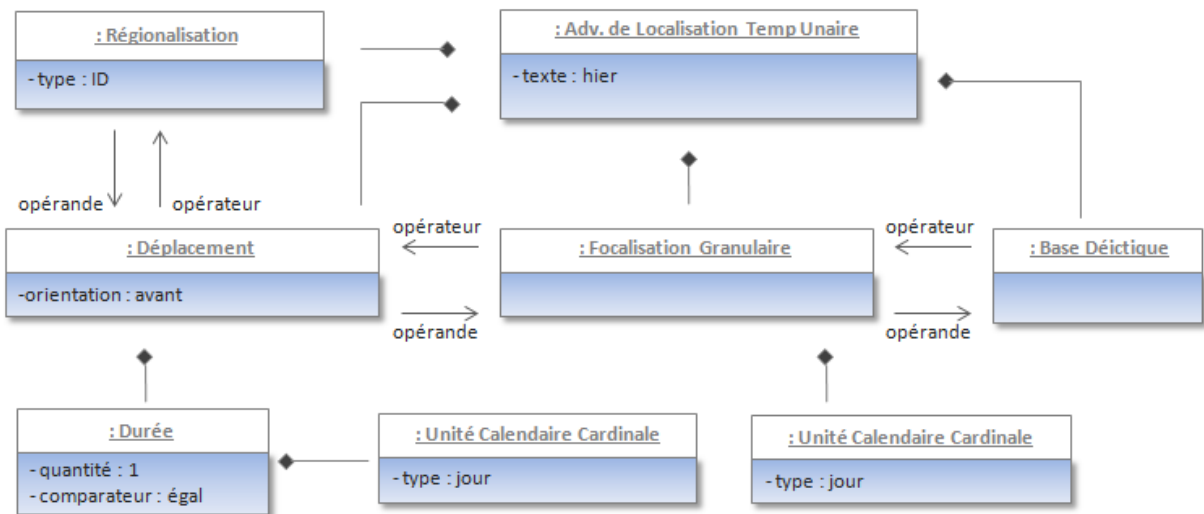 : Régionalisation
- type : ID
: Adv. de Localisation Temp Unaire
- texte : hier
opérande
opérateur
opérateur
opérateur
: Déplacement
-orientation : avant
: Focalisation Granulaire
: Base Déictique
opérande
opérande
: Durée
- quantité : 1
- comparateur : égal
: Unité Calendaire Cardinale
- type : jour
: Unité Calendaire Cardinale
- type : jour